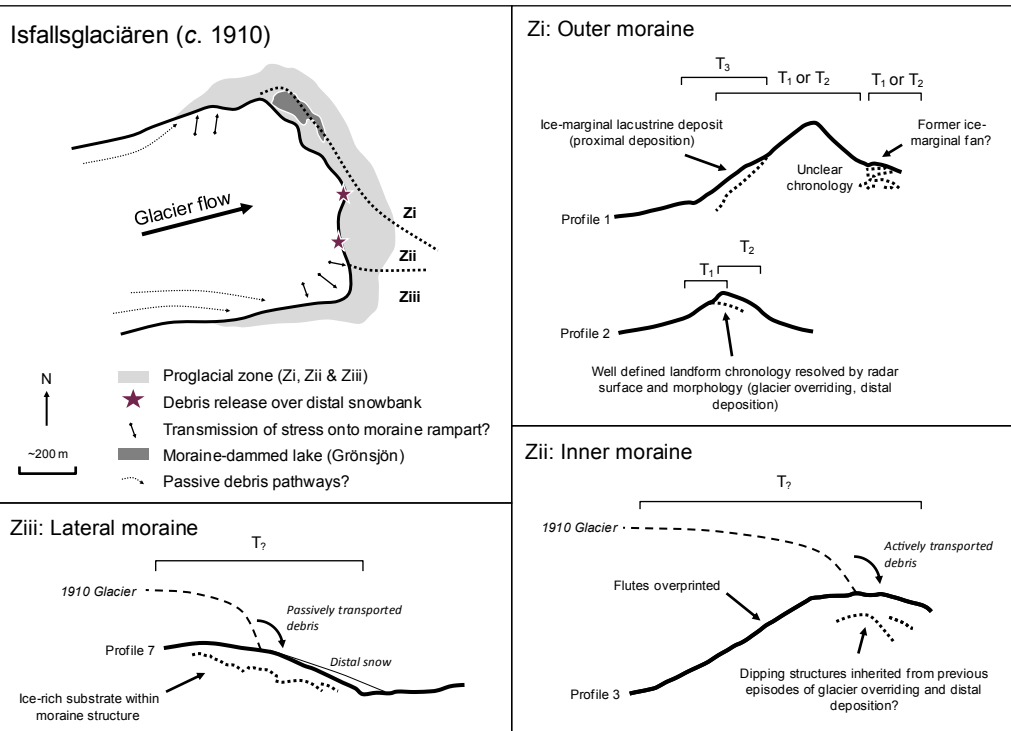 Isfallsglaciären (c. 1910)
Glacier flow
Zi
Zii
Ziii
N
~200 m
Proglacial zone (Zi, Zii & Ziii)
Debris release over distal snowbank
Transmission of stress onto moraine rampart?
Moraine-dammed lake (Grönsjön)
Passive debris pathways?
Ziii: Lateral moraine
T?
1910 Glacier
Passively transported
debris
Profile 7
Distal snow
Ice-rich substrate within
moraine structure
Zi: Outer moraine
T3
T1 or T2
T1 or T2
Ice-marginal lacustrine deposit
(proximal deposition)
Former ice-
marginal fan?
Unclear
chronology
Profile 1
T2
T1
Profile 2
Well defined landform chronology resolved by radar
surface and morphology (glacier overriding, distal
deposition)
Zii: Inner moraine
T?
1910 Glacier
Actively transported
debris
Flutes overprinted
Profile 3
Dipping structures inherited from previous
episodes of glacier overriding and distal
deposition?